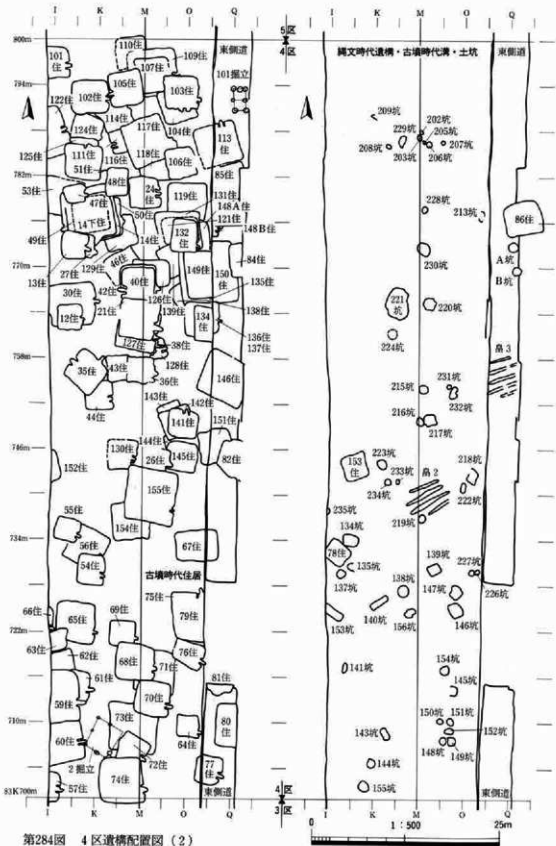 I K M O Q
I K M O Q
5区
4区
800m
794m
782m
770m
758m
746m
734m
722m
710m
83K700m
東側道
101掘立
101住
110住
109住
107住
105住
103住
102住
122住
114住
104住
124住
117住
113住
125住
111住
116住
118住
106住
51住
85住
53住
48住
24住
119住
131住
47住
50住
148A住
14下住
121住
49住
14住
132住
148B住
46住
84住
27住
129住
149住
150住
13住
40住
135住
30住
42住
126住
138住
12住
21住
139住
134住
136住
127住
38住
137住
35住
43住
128住
36住
146住
143住
142住
44住
141住
151住
130住
144住
26住
145住
82住
152住
155住
154住
55住
56住
67住
54住
古墳時代住居
75住
79住
66住
65住
69住
76住
63住
62住
68住
71住
81住
61住
59住
70住
80住
73住
60住
64住
2掘立
72住
77住
57住
74住
東側道
4区
3区
縄文時代遺構・古墳時代溝・土坑
東側道
209坑
202坑
229坑
205坑
208坑
203坑
206坑
207坑
228坑
213坑
86住
A坑
230坑
B坑
221坑
220坑
224坑
畠3
215坑
231坑
232坑
216坑
217坑
153住
223坑
218坑
233坑
畠2
234坑
222坑
235坑
219坑
134坑
78住
135坑
139坑
227坑
137坑
138坑
147坑
226坑
140坑
153坑
156坑
146坑
141坑
154坑
145坑
150坑
151坑
143坑
152坑
148坑
149坑
144坑
155坑
東側道
I K M O Q
I K M O Q
0 1:500 25m
第284図 4区遺構配置図(2)